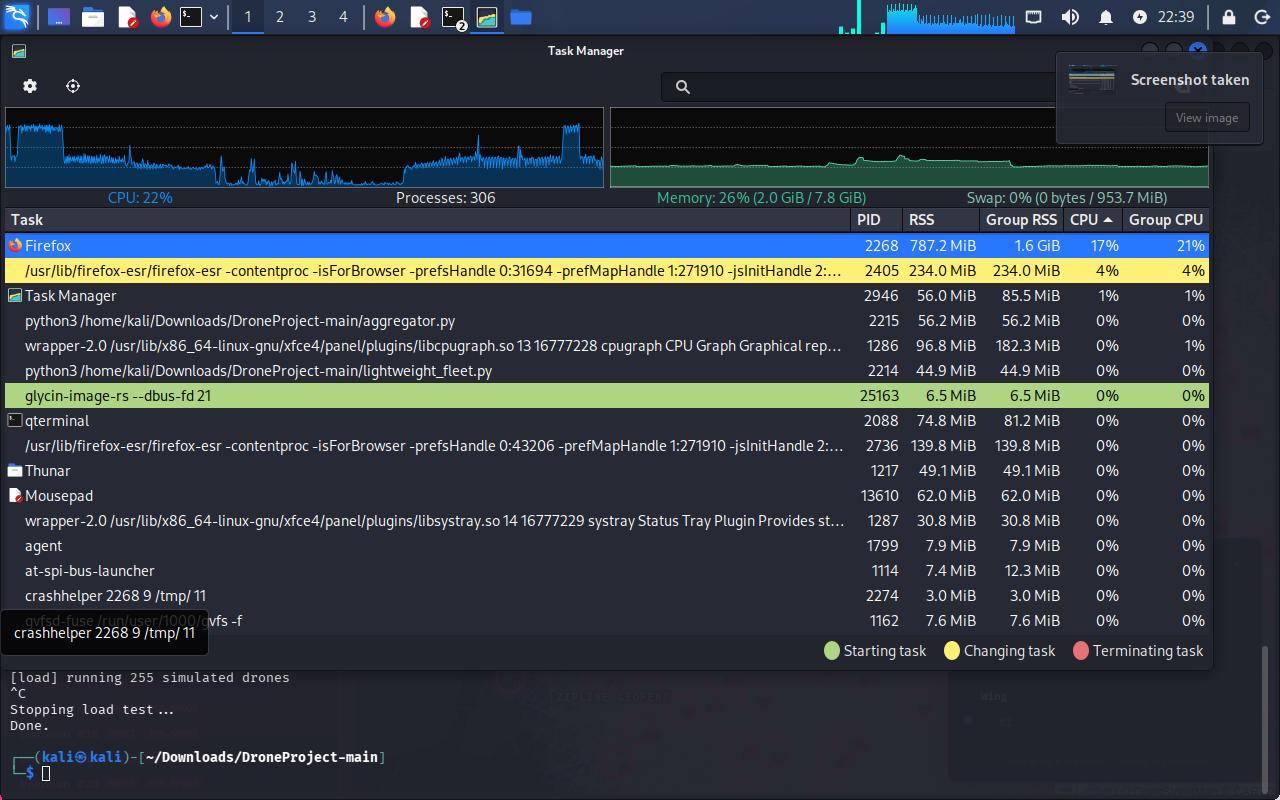 1 2 3 4 2 22:39
Task Manager
Screenshot taken
View image
CPU: 22% Processes: 306 Memory: 26% (2.0 GiB / 7.8 GiB) Swap: 0% (0 bytes / 953.7 MiB)
Task PID RSS Group RSS CPU Group CPU
Firefox 2268 787.2 MiB 1.6 GiB 17% 21%
/usr/lib/firefox-esr/firefox-esr -contentproc -isForBrowser -prefsHandle 0:31694 -prefMapHandle 1:271910 -jsInitHandle 2:... 2405 234.0 MiB 234.0 MiB 4% 4%
Task Manager 2946 56.0 MiB 85.5 MiB 1% 1%
python3 /home/kali/Downloads/DroneProject-main/aggregator.py 2215 56.2 MiB 56.2 MiB 0% 0%
wrapper-2.0 /usr/lib/x86_64-linux-gnu/xfce4/panel/plugins/libcpugraph.so 13 16777228 cpugraph CPU Graph Graphical rep... 1286 96.8 MiB 182.3 MiB 0% 1%
python3 /home/kali/Downloads/DroneProject-main/lightweight_fleet.py 2214 44.9 MiB 44.9 MiB 0% 0%
glycin-image-rs --dbus-fd 21 25163 6.5 MiB 6.5 MiB 0% 0%
qterminal 2088 74.8 MiB 81.2 MiB 0% 0%
/usr/lib/firefox-esr/firefox-esr -contentproc -isForBrowser -prefsHandle 0:43206 -prefMapHandle 1:271910 -jsInitHandle 2:... 2736 139.8 MiB 139.8 MiB 0% 0%
Thunar 1217 49.1 MiB 49.1 MiB 0% 0%
Mousepad 13610 62.0 MiB 62.0 MiB 0% 0%
wrapper-2.0 /usr/lib/x86_64-linux-gnu/xfce4/panel/plugins/libsystray.so 14 16777229 systray Status Tray Plugin Provides st... 1287 30.8 MiB 30.8 MiB 0% 0%
agent 1799 7.9 MiB 7.9 MiB 0% 0%
at-spi-bus-launcher 1114 7.4 MiB 12.3 MiB 0% 0%
crashhelper 2268 9 /tmp/ 11 2274 3.0 MiB 3.0 MiB 0% 0%
gvfsd-fuse /run/user/1000/gvfs -f 1162 7.6 MiB 7.6 MiB 0% 0%
crashhelper 2268 9 /tmp/ 11
Starting task Changing task Terminating task
[load] running 255 simulated drones
^C
Stopping load test...
Done.
┌──(kali㉿kali)-[~/Downloads/DroneProject-main]
└─$